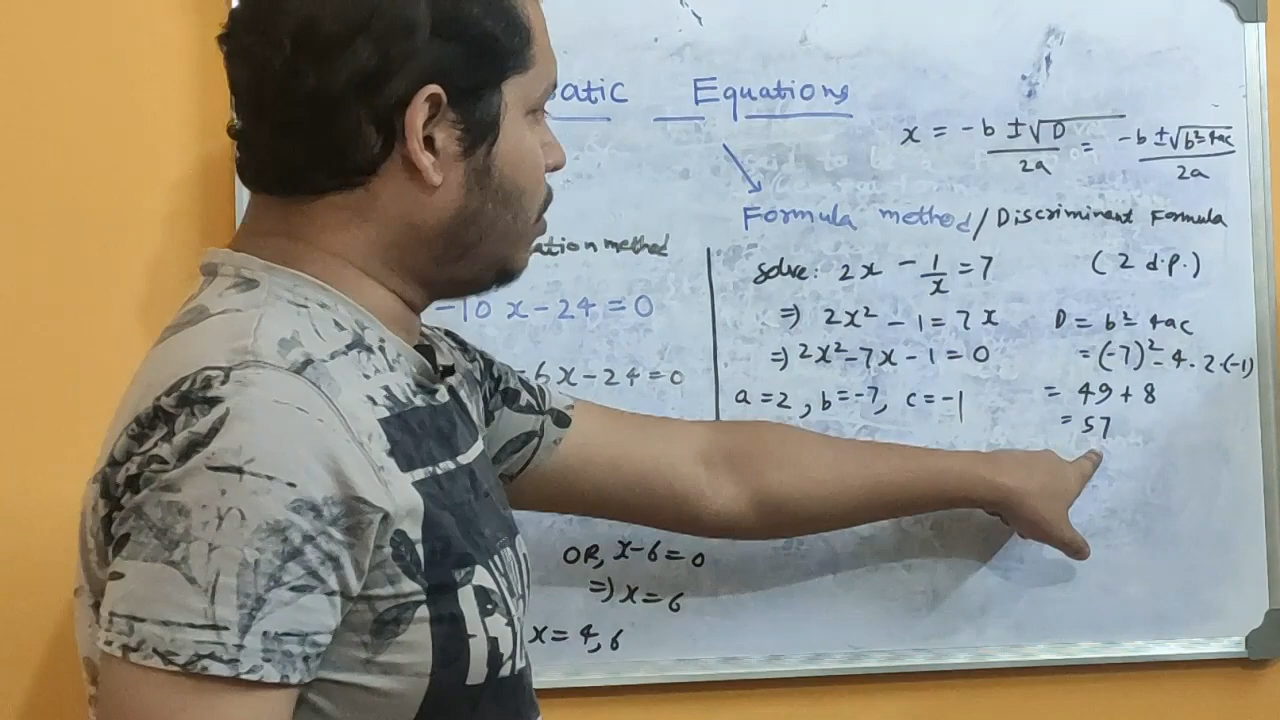 atic Equations
x = -b ±√D / 2a = -b ±√b²-4ac / 2a
Formula method / Discriminant Formula
ation method
solve: 2x - 1/x = 7 (2 d.p.)
-10x-24=0
=) 2x² - 1 = 7x
D = b²-4ac
=) 2x²-7x-1=0
= (-7)²-4.2.(-1)
-6x-24=0
a=2, b=-7, c=-1
= 49+8
= 57
OR, x-6=0
=) x=6
x=4,6